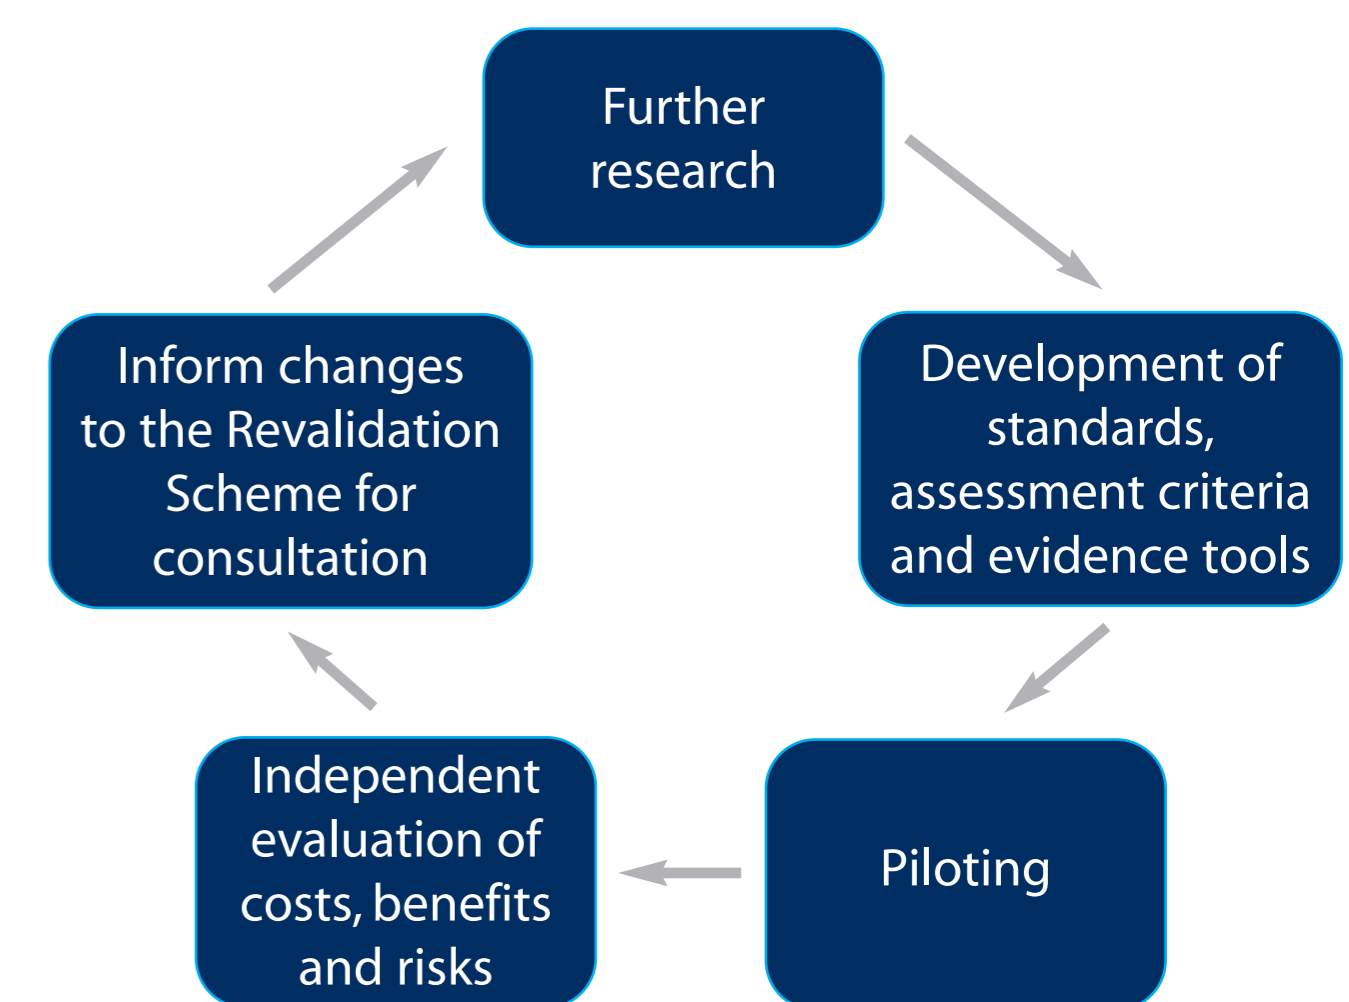 Further
research
Development of
standards,
assessment criteria
and evidence tools
Piloting
Independent
evaluation of
costs, benefits
and risks
Inform changes
to the Revalidation
Scheme for
consultation